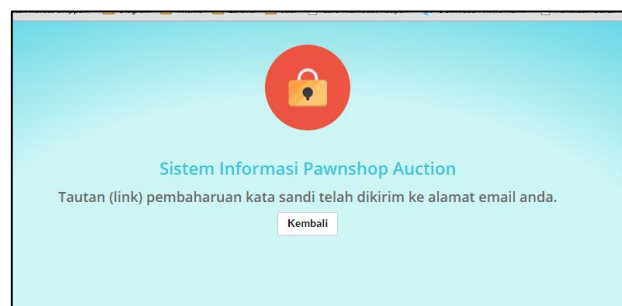 Sistem Informasi Pawnshop Auction
Tautan (link) pembaharuan kata sandi telah dikirim ke alamat email anda.
Kembali